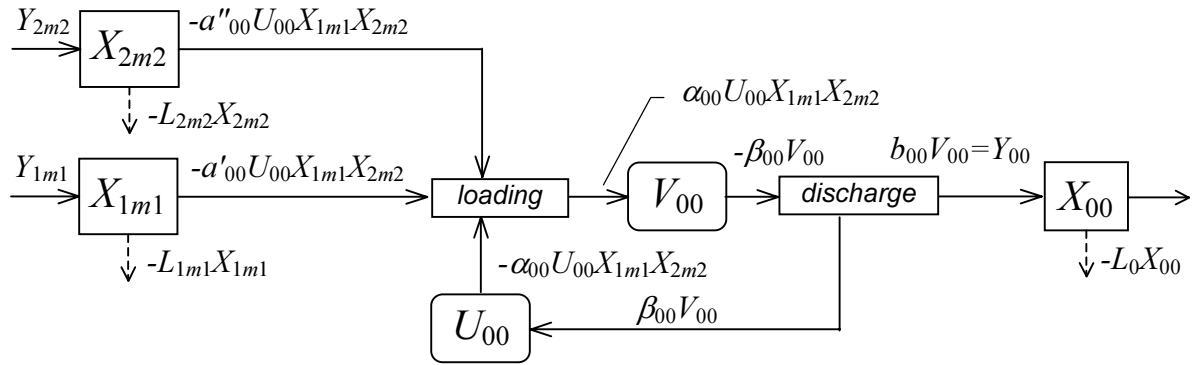 Y₂ₘ₂ -a″₀₀U₀₀X₁ₘ₁X₂ₘ₂
X₂ₘ₂
α₀₀U₀₀X₁ₘ₁X₂ₘ₂
-L₂ₘ₂X₂ₘ₂
Y₁ₘ₁ -a′₀₀U₀₀X₁ₘ₁X₂ₘ₂ -β₀₀V₀₀ b₀₀V₀₀=Y₀₀
X₁ₘ₁ loading V₀₀ discharge X₀₀
-L₁ₘ₁X₁ₘ₁ -α₀₀U₀₀X₁ₘ₁X₂ₘ₂ -L₀X₀₀
U₀₀ β₀₀V₀₀